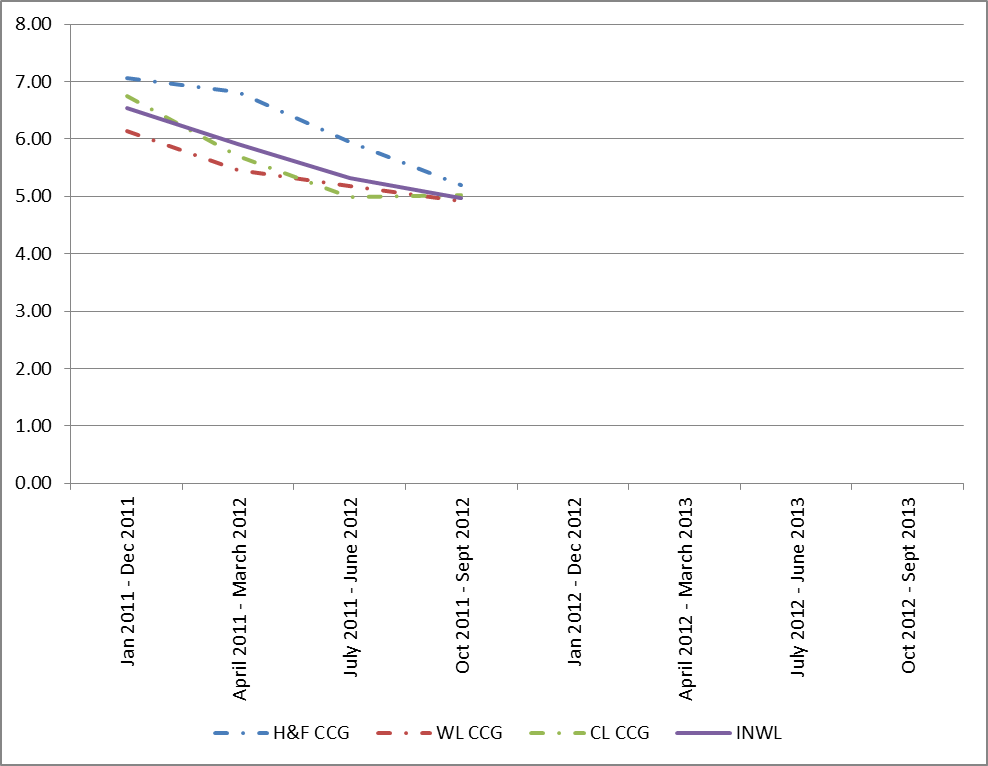 8.00
7.00
6.00
5.00
4.00
3.00
2.00
1.00
0.00
Jan 2011 - Dec 2011
April 2011 - March 2012
July 2011 - June 2012
Oct 2011 - Sept 2012
Jan 2012 - Dec 2012
April 2012 - March 2013
July 2012 - June 2013
Oct 2012 - Sept 2013
H&F CCG WL CCG CL CCG INWL